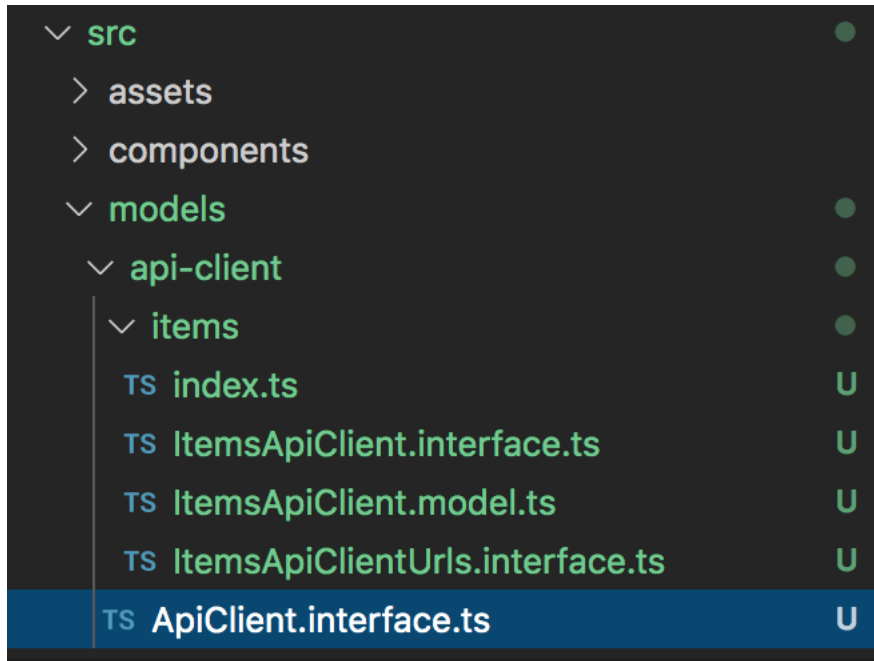 src
assets
components
models
api-client
items
TS index.ts U
TS ItemsApiClient.interface.ts U
TS ItemsApiClient.model.ts U
TS ItemsApiClientUrls.interface.ts U
TS ApiClient.interface.ts U